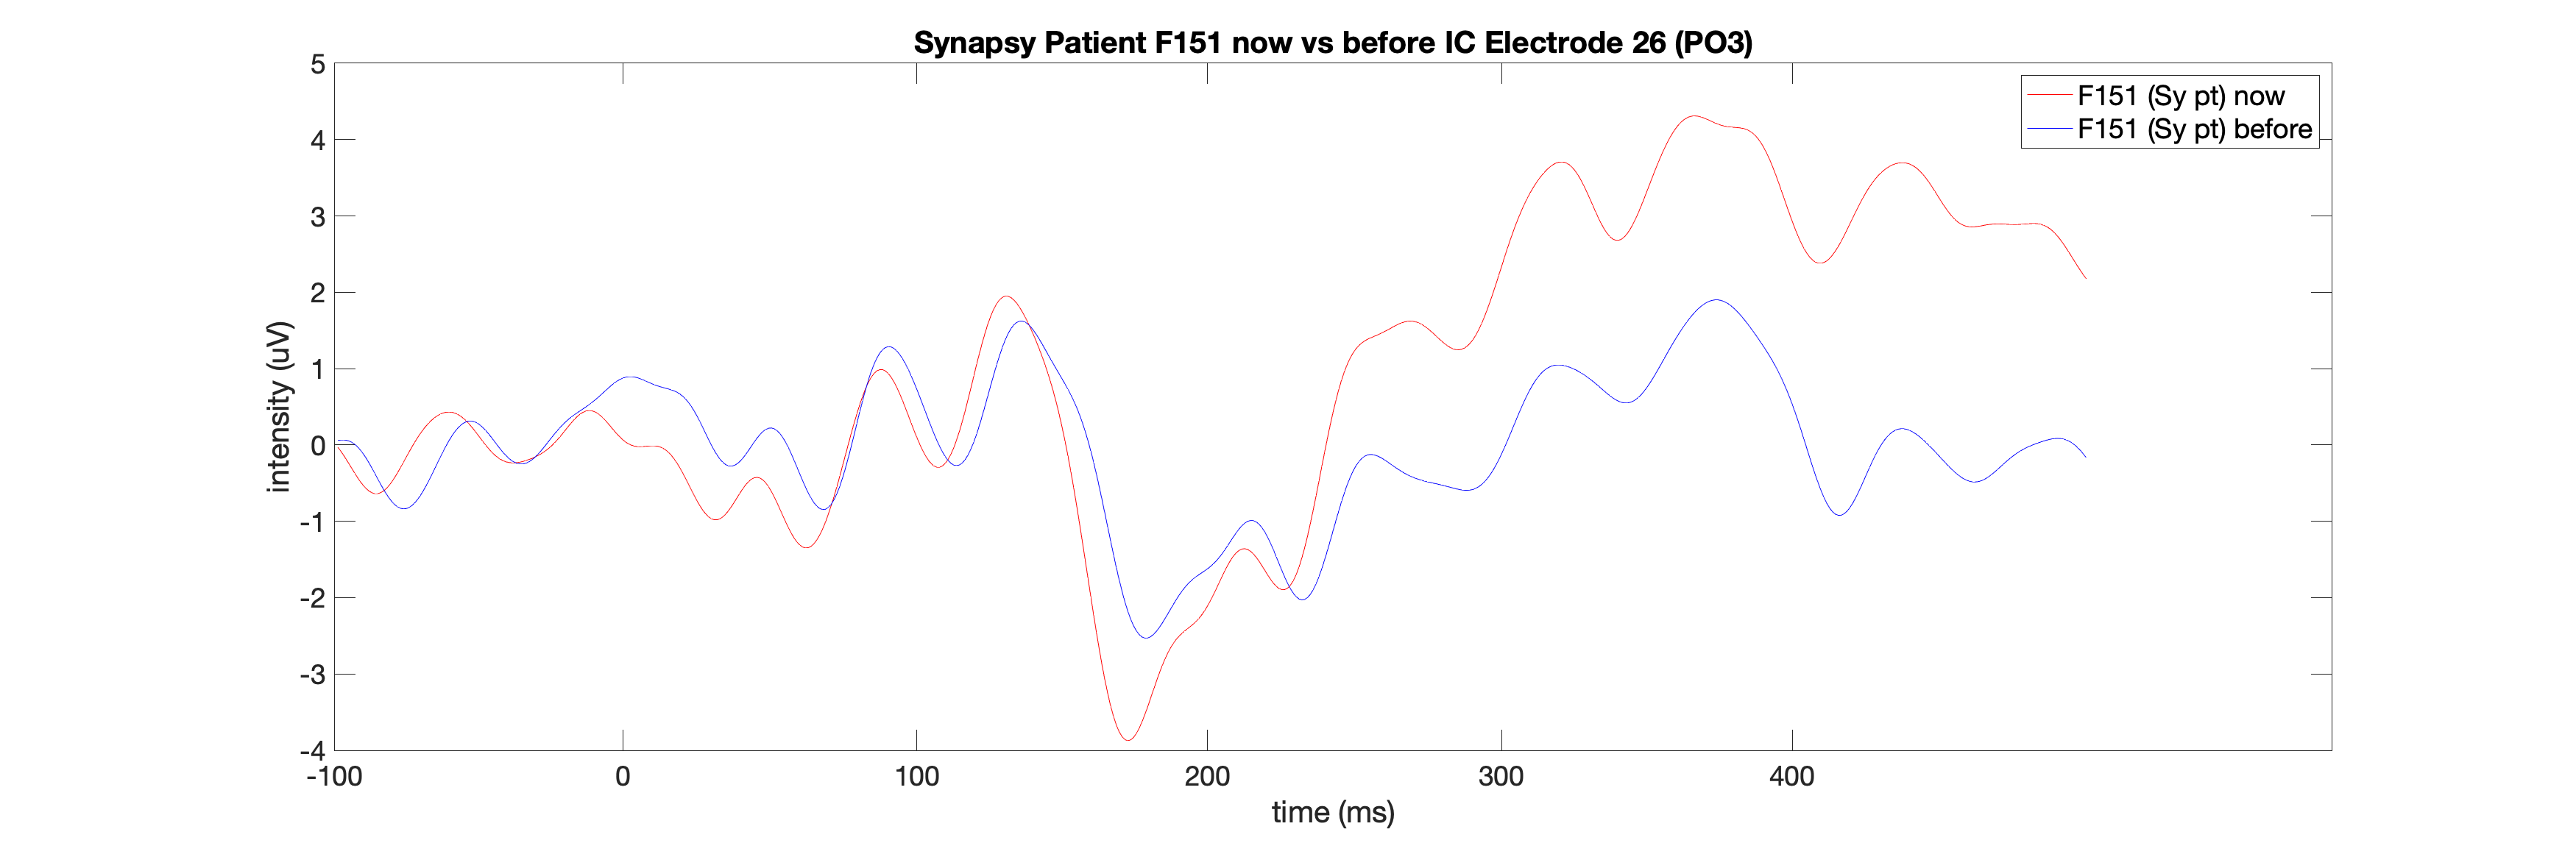 Synapsy Patient F151 now vs before IC Electrode 26 (PO3)
F151 (Sy pt) now
F151 (Sy pt) before
intensity (uV)
5
4
3
2
1
0
-1
-2
-3
-4
-100 0 100 200 300 400
time (ms)